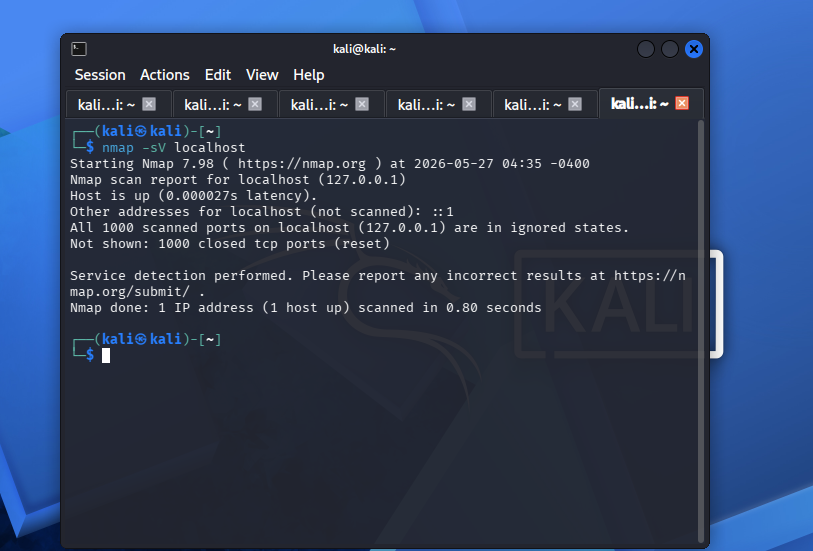 kali@kali: ~
Session Actions Edit View Help
kali…i: ~ kali…i: ~ kali…i: ~ kali…i: ~ kali…i: ~ kali…i: ~
┌──(kali㉿kali)-[~]
└─$ nmap -sV localhost
Starting Nmap 7.98 ( https://nmap.org ) at 2026-05-27 04:35 -0400
Nmap scan report for localhost (127.0.0.1)
Host is up (0.000027s latency).
Other addresses for localhost (not scanned): ::1
All 1000 scanned ports on localhost (127.0.0.1) are in ignored states.
Not shown: 1000 closed tcp ports (reset)
Service detection performed. Please report any incorrect results at https://n
map.org/submit/ .
Nmap done: 1 IP address (1 host up) scanned in 0.80 seconds
┌──(kali㉿kali)-[~]
└─$
KALI